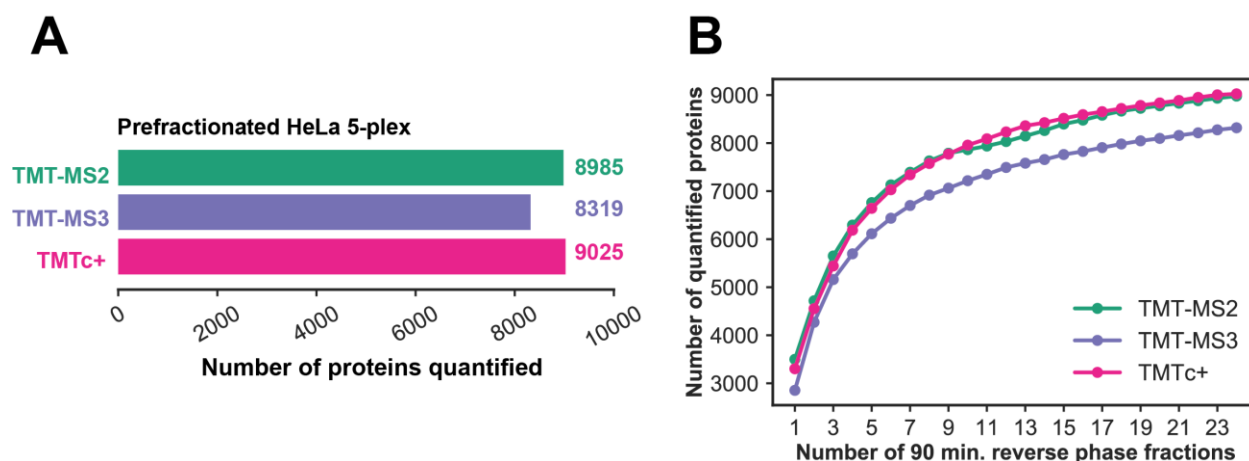 A
Prefractionated HeLa 5-plex
TMT-MS2
8985
TMT-MS3
8319
TMTc+
9025
0
2000
4000
6000
8000
10000
Number of proteins quantified
B
Number of quantified proteins
9000
8000
7000
6000
5000
4000
3000
TMT-MS2
TMT-MS3
TMTc+
1 3 5 7 9 11 13 15 17 19 21 23
Number of 90 min. reverse phase fractions